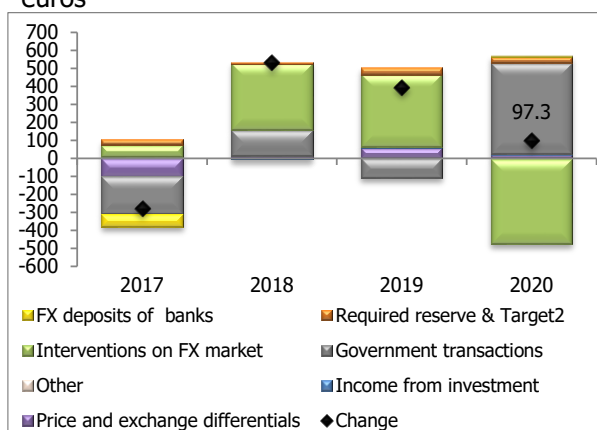 Euros
700
600
500
400
300
200
100
0
-100
-200
-300
-400
-500
-600
97.3
2017 2018 2019 2020
FX deposits of banks Required reserve & Target2
Interventions on FX market Government transactions
Other Income from investment
Price and exchange differentials Change